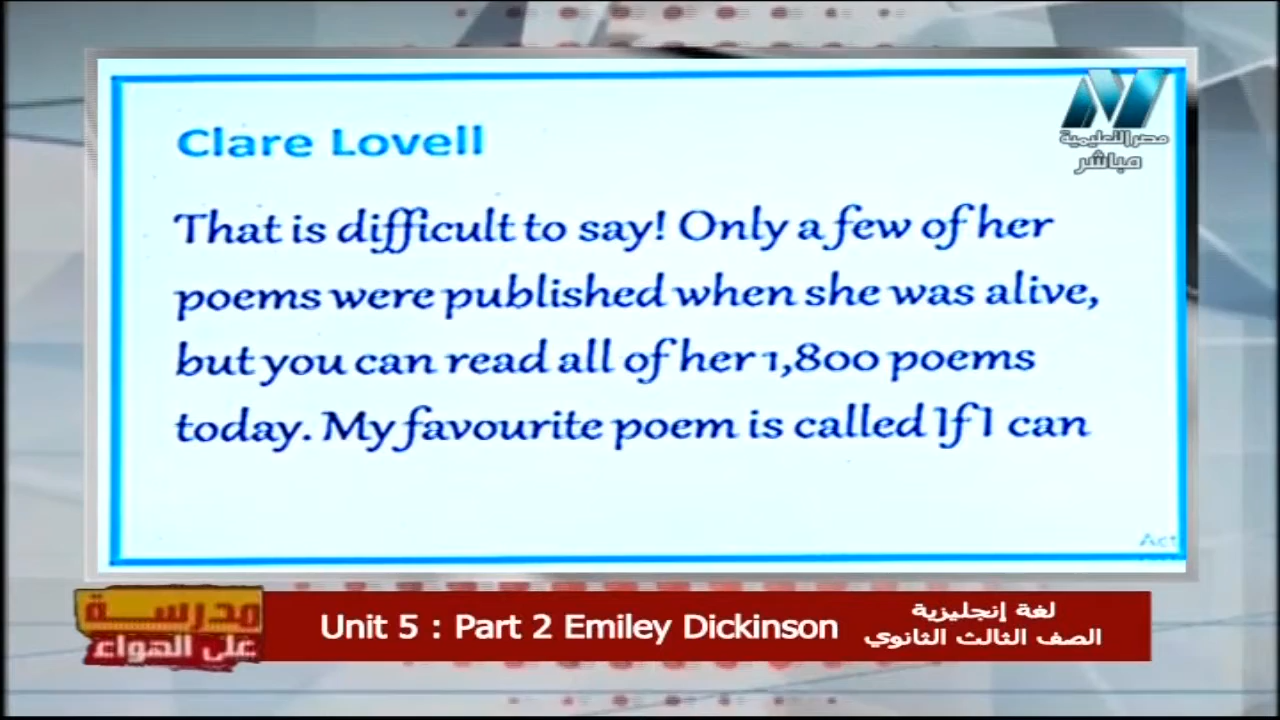 مصر التعليمية
مباشر
Clare Lovell
That is difficult to say! Only a few of her
poems were published when she was alive,
but you can read all of her 1,800 poems
today. My favourite poem is called If I can
Act
مدرسة
على الهواء
Unit 5 : Part 2 Emiley Dickinson
لغة إنجليزية
الصف الثالث الثانوي